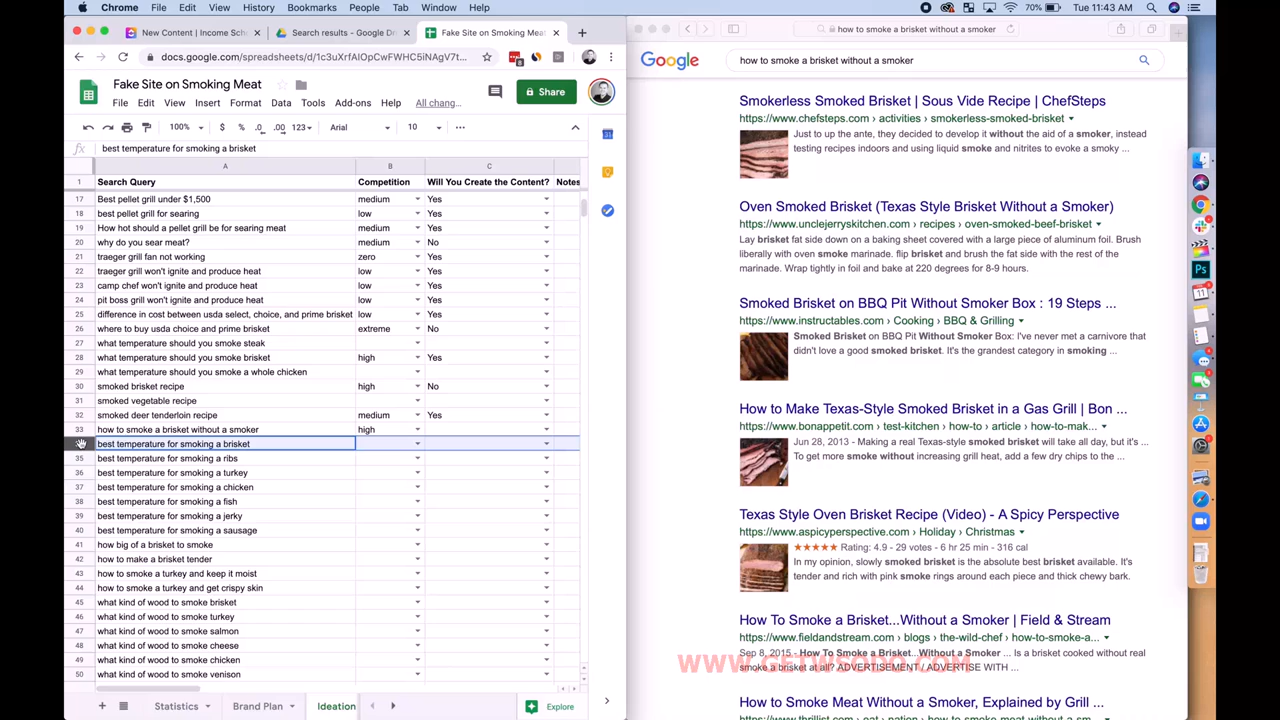 Safari File Edit View History Bookmarks People Tab Window Help
70% Tue 11:43 AM
New Content | Income Sch
Search results - Google Dr
Fake Site on Smoking Meat
docs.google.com/spreadsheets/d/1c3uXrfAIOpCwFWHC5iNAgV7t...
Fake Site on Smoking Meat
File Edit View Insert Format Data Tools Add-ons Help All chang...
Share
100% $ % .0 .00 123 Arial 10
fx best temperature for smoking a brisket
A B C
1 Search Query Competition Will You Create the Content? Notes
17 Best pellet grill under $1,500 medium Yes
18 best pellet grill for searing low Yes
19 How hot should a pellet grill be for searing meat medium Yes
20 why do you sear meat? medium No
21 traeger grill fan not working zero Yes
22 traeger grill won't ignite and produce heat low Yes
23 camp chef won't ignite and produce heat low Yes
24 pit boss grill won't ignite and produce heat low Yes
25 difference in cost between usda select, choice, and prime brisket low Yes
26 where to buy usda choice and prime brisket extreme No
27 what temperature should you smoke steak
28 what temperature should you smoke brisket high Yes
29 what temperature should you smoke a whole chicken
30 smoked brisket recipe high No
31 smoked vegetable recipe
32 smoked deer tenderloin recipe medium Yes
33 how to smoke a brisket without a smoker high
best temperature for smoking a brisket
35 best temperature for smoking a ribs
36 best temperature for smoking a turkey
37 best temperature for smoking a chicken
38 best temperature for smoking a fish
39 best temperature for smoking a jerky
40 best temperature for smoking a sausage
41 how big of a brisket to smoke
42 how to make a brisket tender
43 how to smoke a turkey and keep it moist
44 how to smoke a turkey and get crispy skin
45 what kind of wood to smoke brisket
46 what kind of wood to smoke turkey
47 what kind of wood to smoke salmon
48 what kind of wood to smoke cheese
49 what kind of wood to smoke chicken
50 what kind of wood to smoke venison
Statistics Brand Plan Ideation Explore
how to smoke a brisket without a smoker
Google how to smoke a brisket without a smoker
Smokerless Smoked Brisket | Sous Vide Recipe | ChefSteps
https://www.chefsteps.com › activities › smokerless-smoked-brisket
Just to up the ante, they decided to develop it without the aid of a smoker, instead
testing recipes indoors and using liquid smoke and nitrites to evoke a smoky ...
Oven Smoked Brisket (Texas Style Brisket Without a Smoker)
https://www.unclejerryskitchen.com › recipes › oven-smoked-beef-brisket
Lay brisket fat side down on a baking sheet covered with a large piece of aluminum foil. Brush
liberally with oven smoke marinade. flip brisket and brush the fat side with the rest of the
marinade. Wrap tightly in foil and bake at 220 degrees for 8-9 hours.
Smoked Brisket on BBQ Pit Without Smoker Box : 19 Steps ...
https://www.instructables.com › Cooking › BBQ & Grilling
Smoked Brisket on BBQ Pit Without Smoker Box: I've never met a carnivore that
didn't love a good smoked brisket. It's the grandest category in smoking ...
How to Make Texas-Style Smoked Brisket in a Gas Grill | Bon ...
https://www.bonappetit.com › test-kitchen › how-to › article › how-to-mak...
Jun 28, 2013 - Making a real Texas-style smoked brisket will take all day, but it's ...
To get more smoke without increasing grill heat, add a few dry chips to the ...
Texas Style Oven Brisket Recipe (Video) - A Spicy Perspective
https://www.aspicyperspective.com › Holiday › Christmas
★★★★★ Rating: 4.9 - 29 votes - 6 hr 25 min - 316 cal
In my opinion, slowly smoked brisket is the absolute best brisket available. It's
tender and rich with pink smoke rings around each piece and thick chewy bark.
How To Smoke a Brisket...Without a Smoker | Field & Stream
https://www.fieldandstream.com › blogs › the-wild-chef › how-to-smoke-a...
Sep 8, 2015 - How To Smoke a Brisket...Without a Smoker ... Is a brisket cooked without real
smoke a brisket at all? ADVERTISEMENT / ADVERTISE WITH ...
WWW.GETWSODO.COM
How to Smoke Meat Without a Smoker, Explained by Grill ...